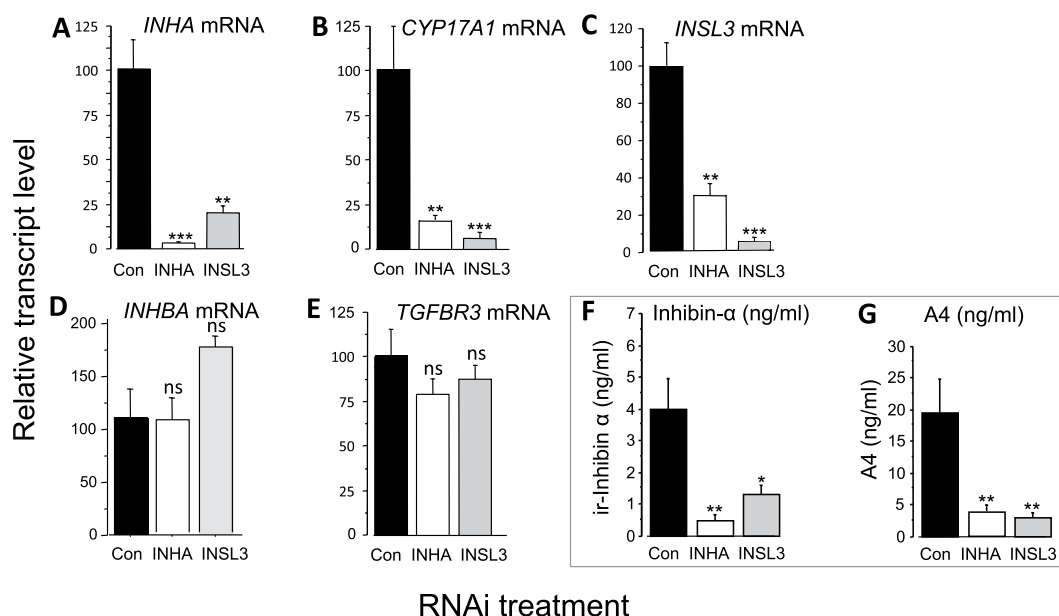 Relative transcript level
A
INHA mRNA
125
100
75
50
25
0
***
**
Con INHA INSL3
B
CYP17A1 mRNA
125
100
75
50
25
0
**
***
Con INHA INSL3
C
INSL3 mRNA
120
100
80
60
40
20
0
**
***
Con INHA INSL3
D
INHBA mRNA
200
150
100
50
0
ns
ns
Con INHA INSL3
E
TGFBR3 mRNA
125
100
75
50
25
0
ns
ns
Con INHA INSL3
F
Inhibin-α (ng/ml)
ir-Inhibin α (ng/ml)
7
6
5
4
3
2
1
0
**
*
Con INHA INSL3
G
A4 (ng/ml)
A4 (ng/ml)
30
25
20
15
10
5
0
**
**
Con INHA INSL3
RNAi treatment